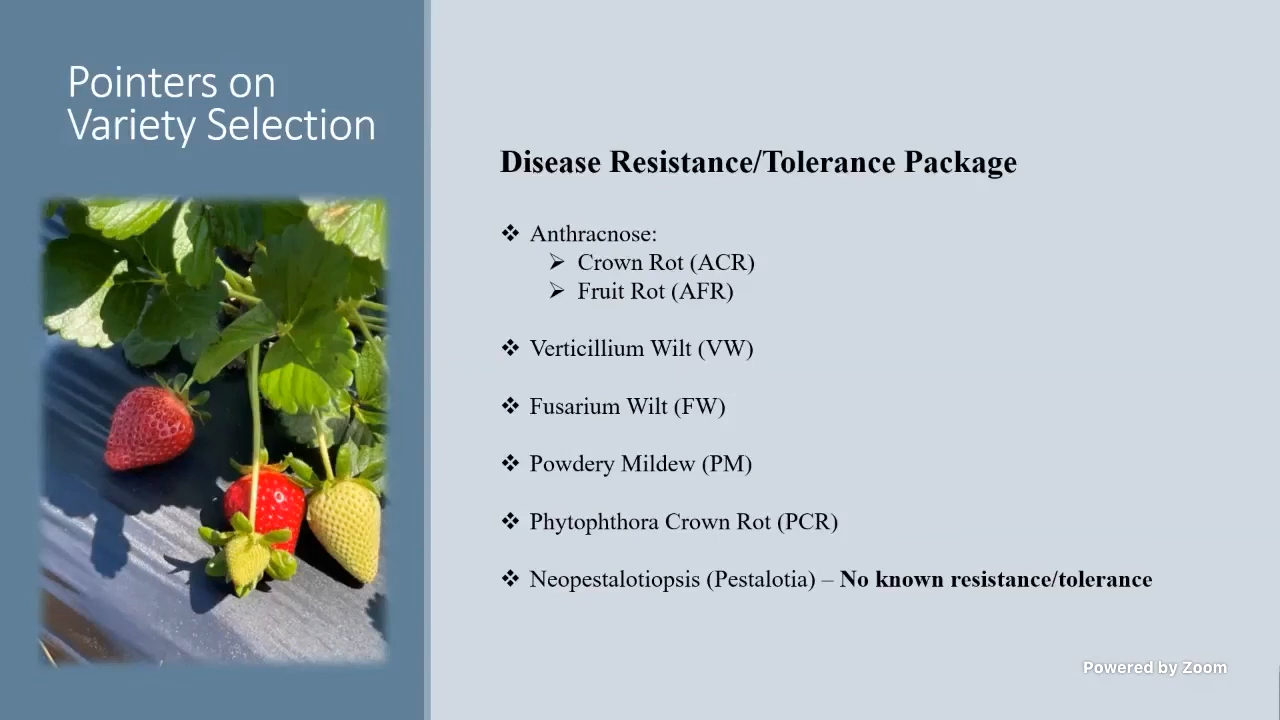 Pointers on
Variety Selection
Disease Resistance/Tolerance Package
❖ Anthracnose:
➢ Crown Rot (ACR)
➢ Fruit Rot (AFR)
❖ Verticillium Wilt (VW)
❖ Fusarium Wilt (FW)
❖ Powdery Mildew (PM)
❖ Phytophthora Crown Rot (PCR)
❖ Neopestalotiopsis (Pestalotia) – No known resistance/tolerance
Powered by Zoom